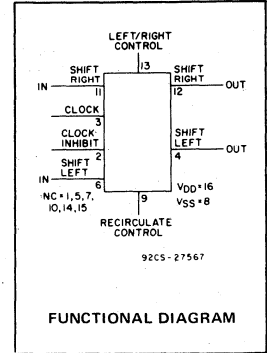 LEFT/RIGHT
CONTROL
13
SHIFT
RIGHT
IN
11
SHIFT
RIGHT
12
OUT
CLOCK
3
CLOCK
INHIBIT
2
SHIFT
LEFT
4
OUT
SHIFT
LEFT
IN
6
NC = 1, 5, 7,
10, 14, 15
9
VDD = 16
VSS = 8
RECIRCULATE
CONTROL
92CS-27567
FUNCTIONAL DIAGRAM